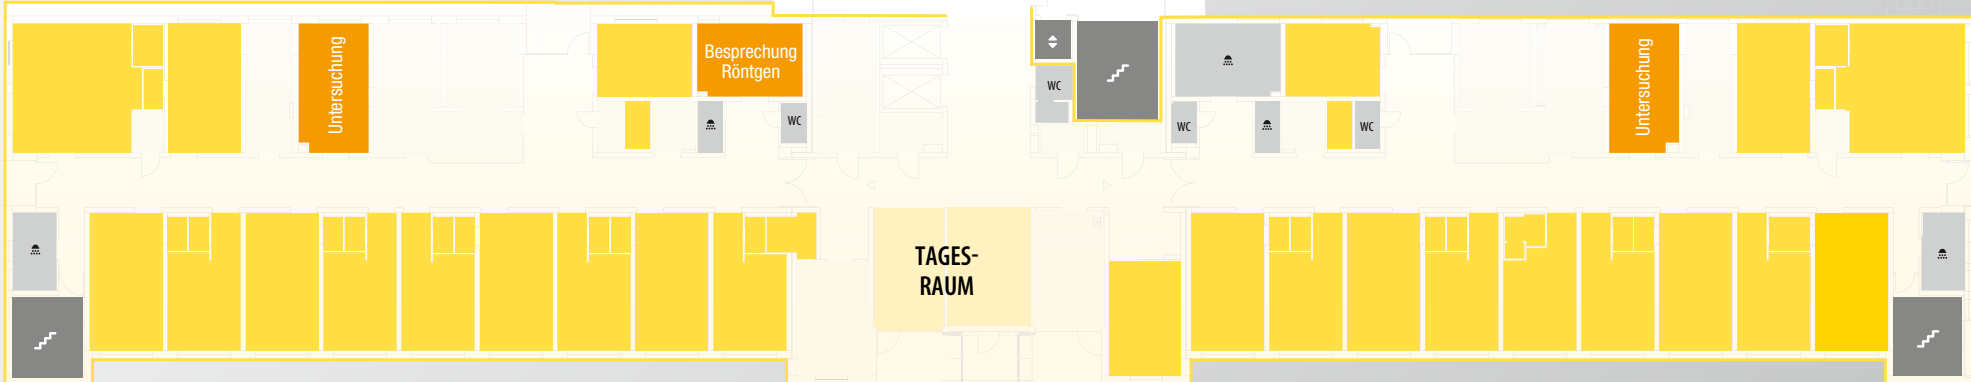 Untersuchung
Besprechung
Röntgen
WC
WC
WC
WC
Untersuchung
TAGES-
RAUM